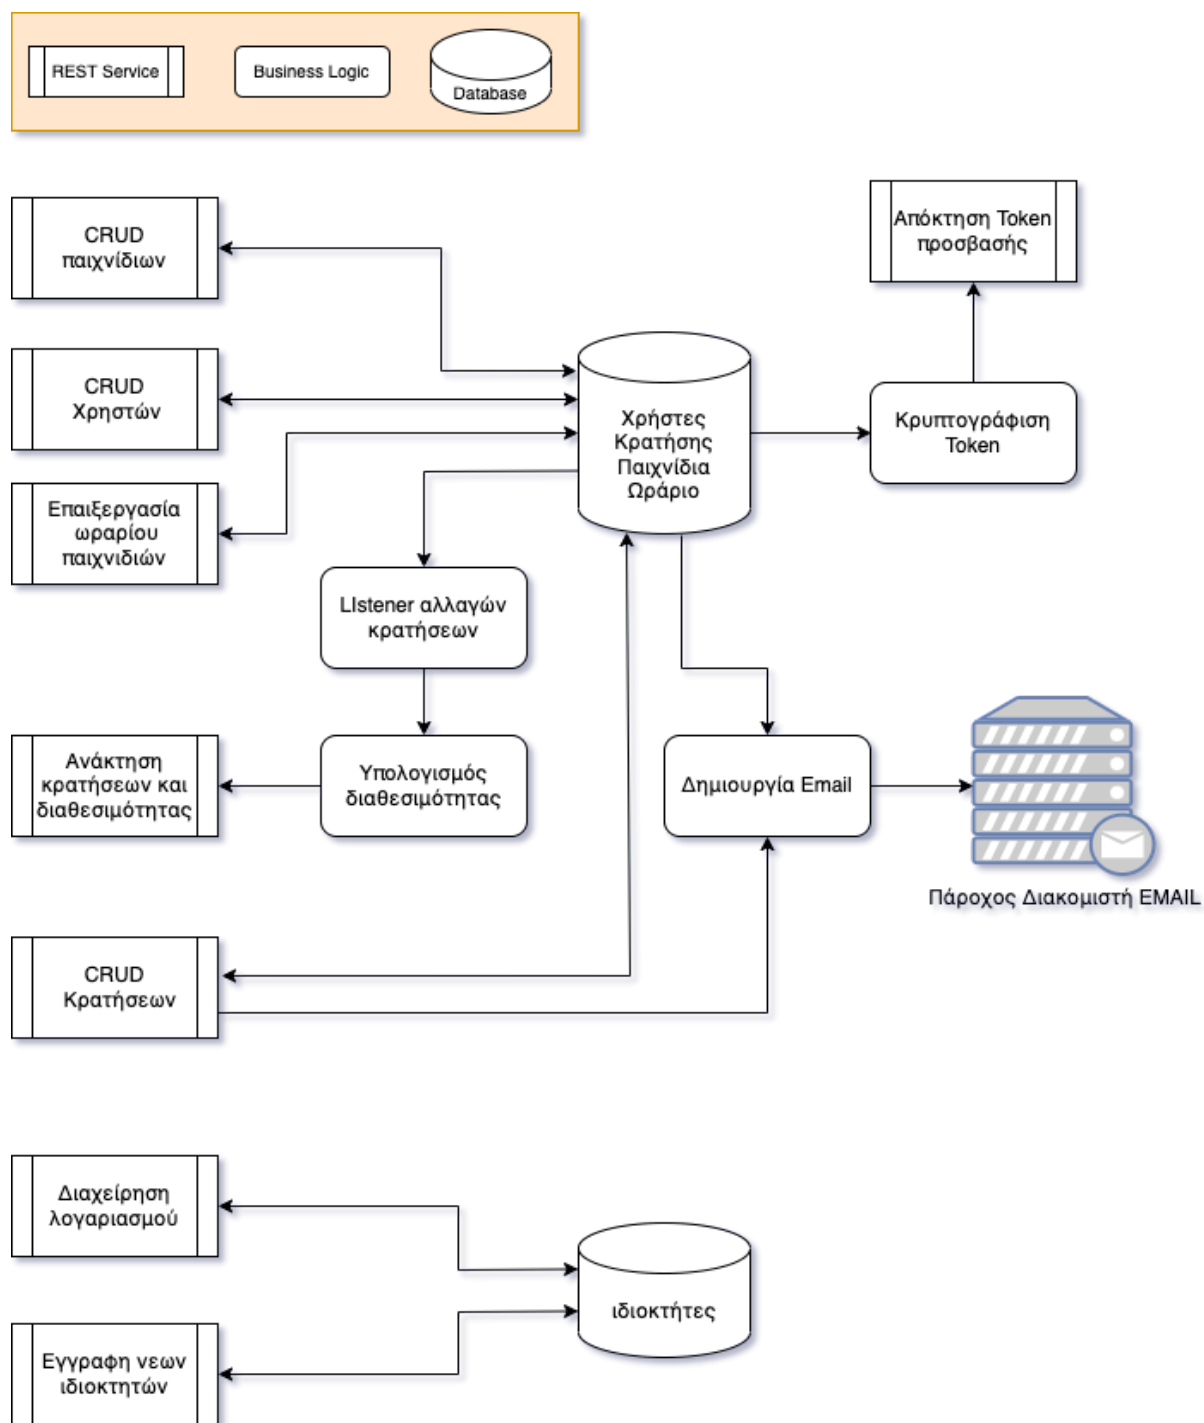 REST Service
Business Logic
Database
CRUD
παιχνίδιων
Απόκτηση Token
προσβασής
CRUD
Χρηστών
Χρήστες
Κρατήσης
Παιχνίδια
Ωράριο
Κρυπτογράφιση
Token
Επαιξεργασία
ωραρίου
παιχνιδιών
LIstener αλλαγών
κρατήσεων
Ανάκτηση
κρατήσεων και
διαθεσιμότητας
Υπολογισμός
διαθεσιμότητας
Δημιουργία Email
Πάροχος Διακομιστή EMAIL
CRUD
Κρατήσεων
Διαχείρηση
λογαριασμού
ιδιοκτήτες
Εγγραφη νεων
ιδιοκτητών